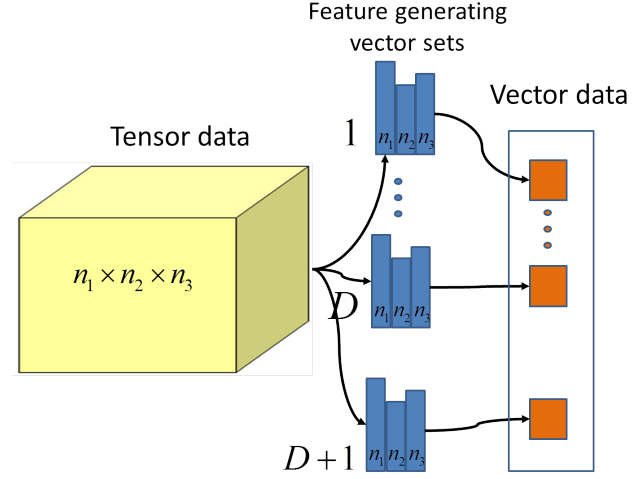 Feature generating
vector sets
Vector data
Tensor data
1
n₁ n₂ n₃
n₁ × n₂ × n₃
D
n₁ n₂ n₃
D + 1
n₁ n₂ n₃